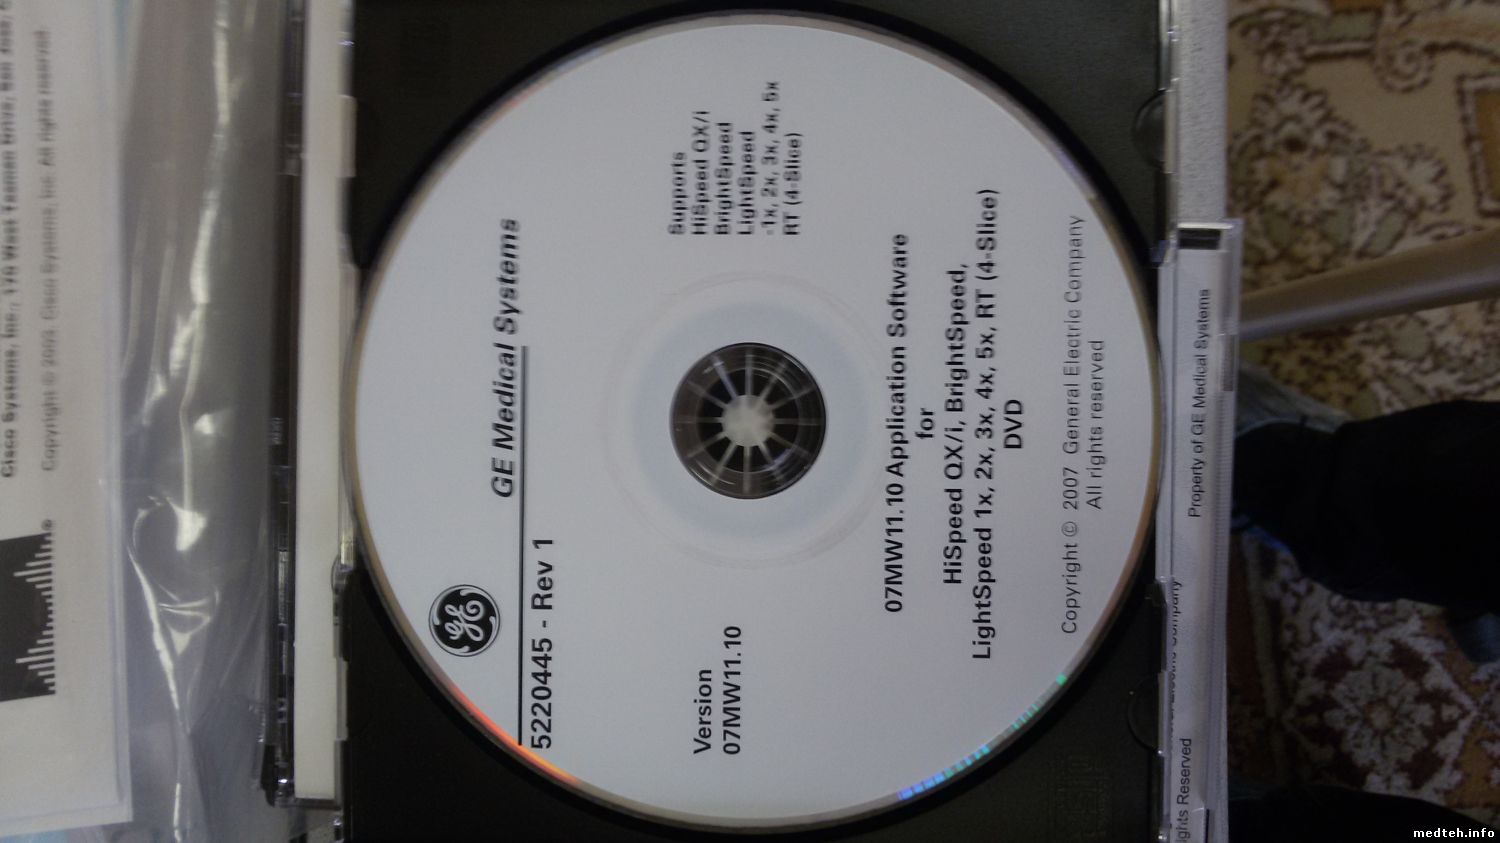 GE Medical Systems
5220445 - Rev 1
Supports
HiSpeed QX/i
BrightSpeed
LightSpeed
-1x, 2x, 3x, 4x, 5x
RT (4-Slice)
Version
07MW11.10
07MW11.10 Application Software
for
HiSpeed QX/i, BrightSpeed,
LightSpeed 1x, 2x, 3x, 4x, 5x, RT (4-Slice)
DVD
Copyright © 2007 General Electric Company
All rights reserved
Cisco Systems, Inc., 170 West Tasman Drive, San Jose,
Copyright © 2003, Cisco Systems, Inc. All rights reserved
Property of GE Medical Systems
Company
ghts Reserved
medteh.info